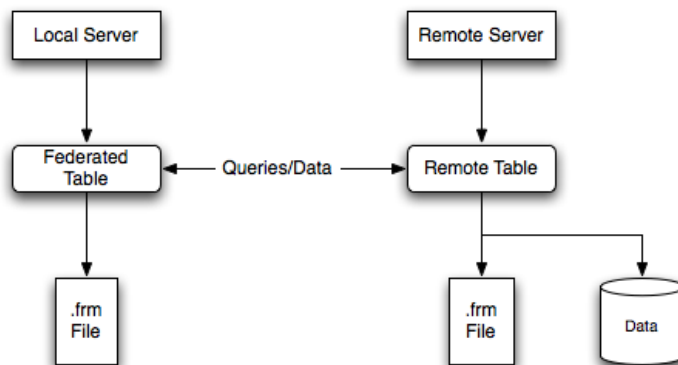 Local Server
Remote Server
Federated
Table
Queries/Data
Remote Table
.frm
File
.frm
File
Data